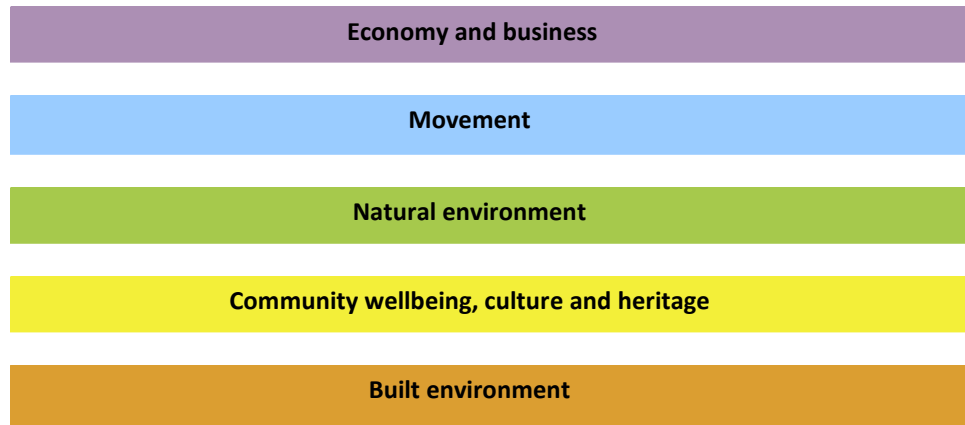 Economy and business
Movement
Natural environment
Community wellbeing, culture and heritage
Built environment